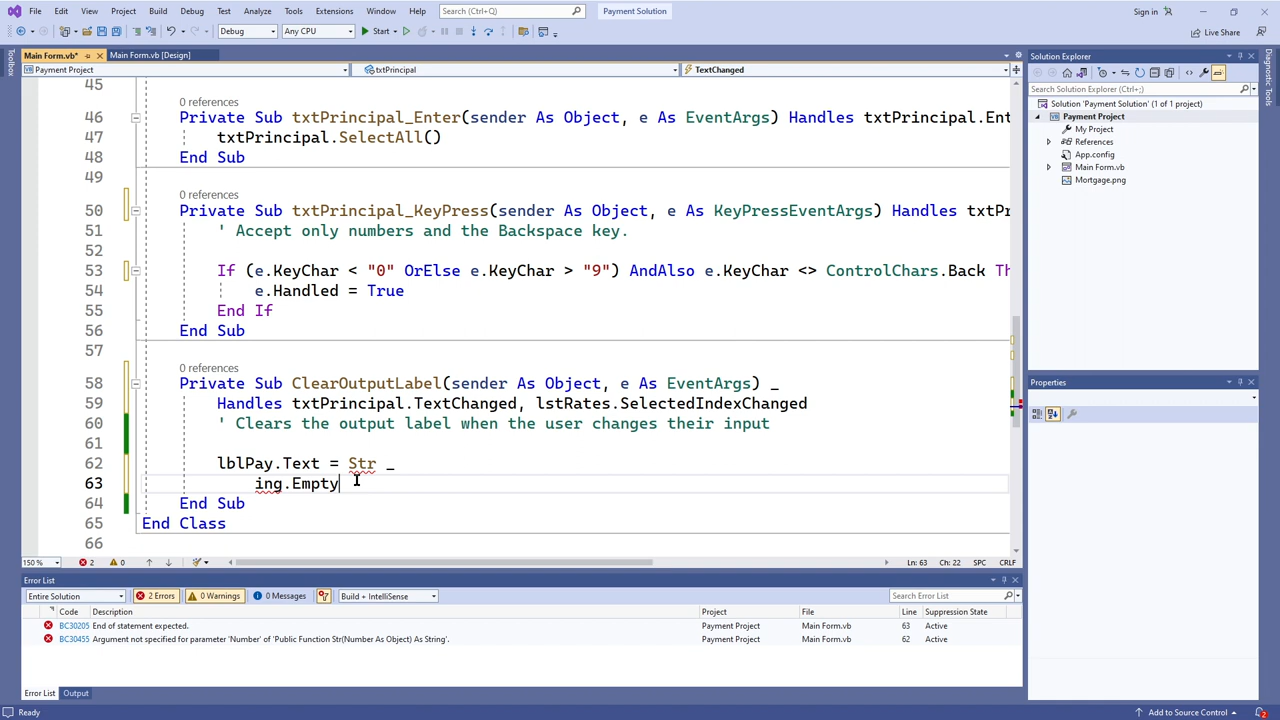 File Edit View Project Build Debug Test Analyze Tools Extensions Window Help Search (Ctrl+Q) Payment Solution Sign in
Debug Any CPU Start Live Share
Main Form.vb* Main Form.vb [Design] Solution Explorer
Payment Project txtPrincipal TextChanged
Toolbox
Diagnostic Tools
Search Solution Explorer (Ctrl+;)
Solution 'Payment Solution' (1 of 1 project)
Payment Project
My Project
References
App.config
Main Form.vb
Mortgage.png
45
0 references
46 Private Sub txtPrincipal_Enter(sender As Object, e As EventArgs) Handles txtPrincipal.Ent
47 txtPrincipal.SelectAll()
48 End Sub
49
0 references
50 Private Sub txtPrincipal_KeyPress(sender As Object, e As KeyPressEventArgs) Handles txtPr
51 ' Accept only numbers and the Backspace key.
52
53 If (e.KeyChar < "0" OrElse e.KeyChar > "9") AndAlso e.KeyChar <> ControlChars.Back Th
54 e.Handled = True
55 End If
56 End Sub
57
0 references
58 Private Sub ClearOutputLabel(sender As Object, e As EventArgs) _
59 Handles txtPrincipal.TextChanged, lstRates.SelectedIndexChanged
60 ' Clears the output label when the user changes their input
61
62 lblPay.Text = Str _
63 ing.Empty
64 End Sub
65 End Class
66
Properties
150 % 2 0 Ln: 63 Ch: 22 SPC CRLF
Error List
Entire Solution 2 Errors 0 Warnings 0 Messages Build + IntelliSense Search Error List
Code Description Project File Line Suppression State
BC30205 End of statement expected. Payment Project Main Form.vb 63 Active
BC30455 Argument not specified for parameter 'Number' of 'Public Function Str(Number As Object) As String'. Payment Project Main Form.vb 62 Active
Error List Output
Ready Add to Source Control 2